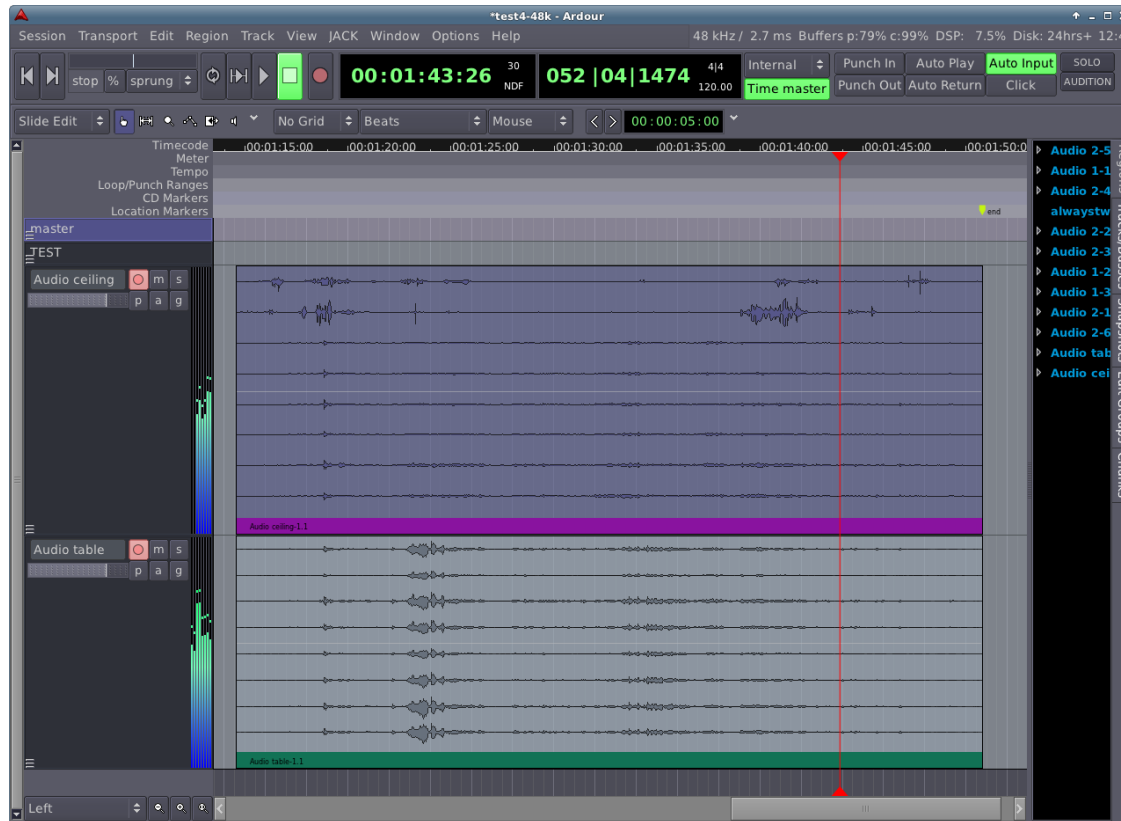 *test4-48k - Ardour
Session Transport Edit Region Track View JACK Window Options Help 48 kHz / 2.7 ms Buffers p:79% c:99% DSP: 7.5% Disk: 24hrs+ 12:
stop % sprung 00:01:43:26 30 NDF 052 |04|1474 4|4 120.00 Internal Time master Punch In Punch Out Auto Play Auto Return Auto Input Click SOLO AUDITION
Slide Edit No Grid Beats Mouse 00:00:05:00
Timecode 00:01:15:00 00:01:20:00 00:01:25:00 00:01:30:00 00:01:35:00 00:01:40:00 00:01:45:00 00:01:50:0
Meter
Tempo
Loop/Punch Ranges
CD Markers
Location Markers end
master
TEST
Audio ceiling m s
p a g
Audio ceiling-1.1
Audio table m s
p a g
Audio table-1.1
Left
Audio 2-5
Audio 1-1
Audio 2-4
alwaystw
Audio 2-2
Audio 2-3
Audio 1-2
Audio 1-3
Audio 2-1
Audio 2-6
Audio tab
Audio cei